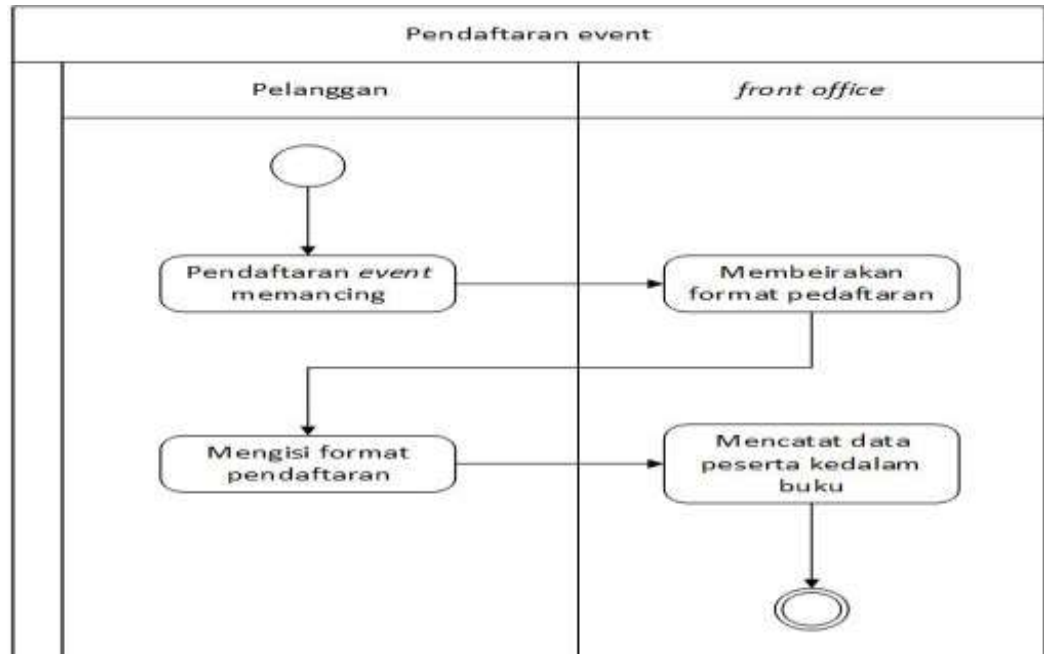 Pendaftaran event
Pelanggan
front office
Pendaftaran event
memancing
Membeirakan
format pedaftaran
Mengisi format
pendaftaran
Mencatat data
peserta kedalam
buku